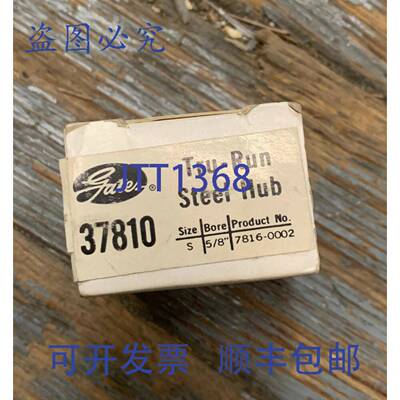 盗图必究
Gates®
Tru-Run
JTT1368
Steel Hub
37810
Size Bore Product No.
S 5/8" 7816-0002
可开发票 顺丰包邮